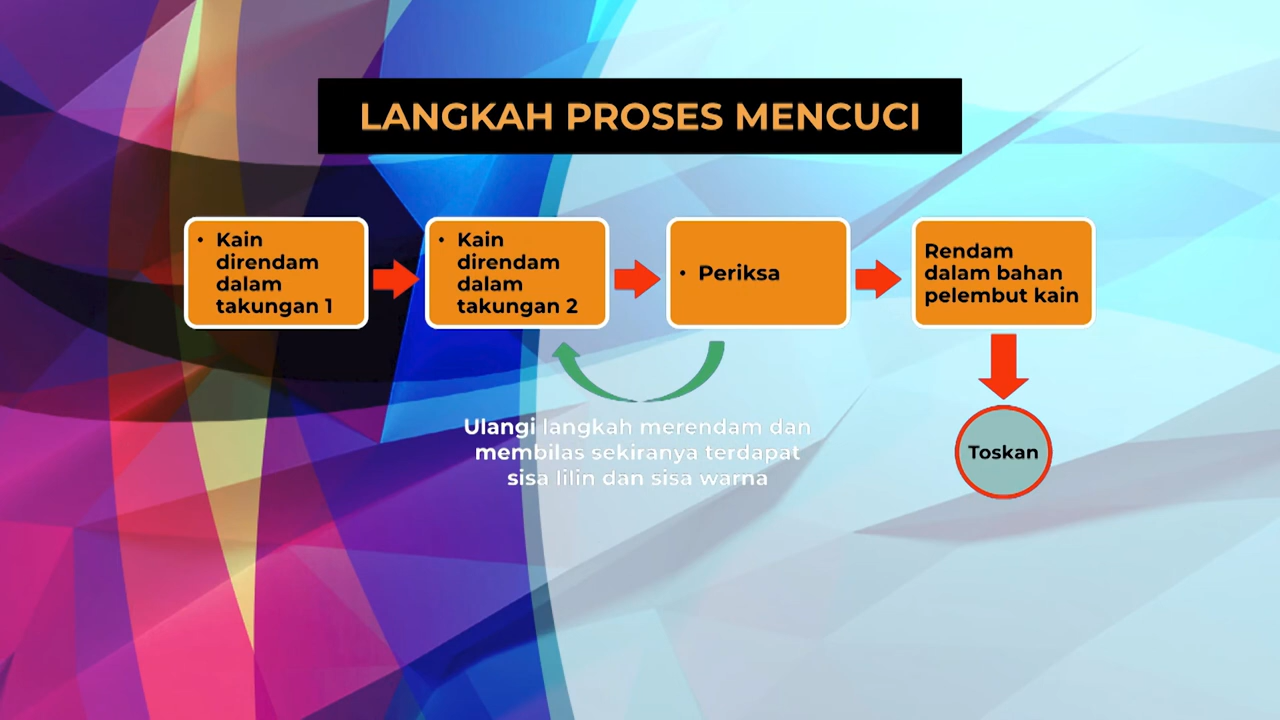 LANGKAH PROSES MENCUCI
• Kain
direndam
dalam
takungan 1
• Kain
direndam
dalam
takungan 2
• Periksa
Rendam
dalam bahan
pelembut kain
Ulangi langkah merendam dan
membilas sekiranya terdapat
sisa lilin dan sisa warna
Toskan